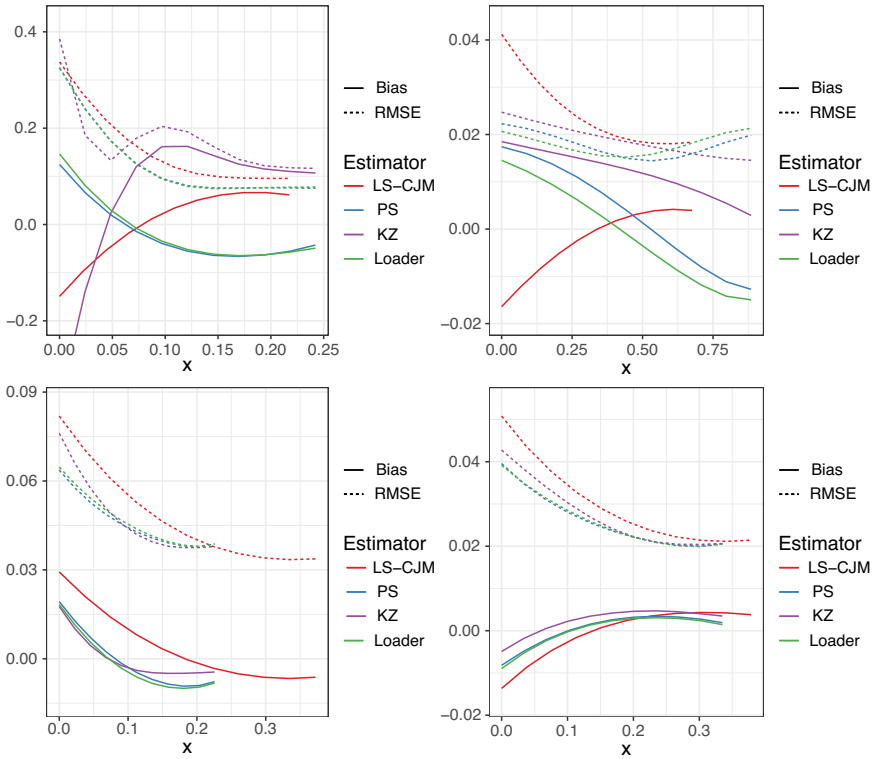 0.4
0.2
0.0
−0.2
0.00
0.05
0.10
0.15
0.20
0.25
x
Bias
RMSE
Estimator
LS−CJM
PS
KZ
Loader
0.04
0.02
0.00
−0.02
0.00
0.25
0.50
0.75
x
Bias
RMSE
Estimator
LS−CJM
PS
KZ
Loader
0.09
0.06
0.03
0.00
0.0
0.1
0.2
0.3
x
Bias
RMSE
Estimator
LS−CJM
PS
KZ
Loader
0.04
0.02
0.00
−0.02
0.0
0.1
0.2
0.3
x
Bias
RMSE
Estimator
LS−CJM
PS
KZ
Loader